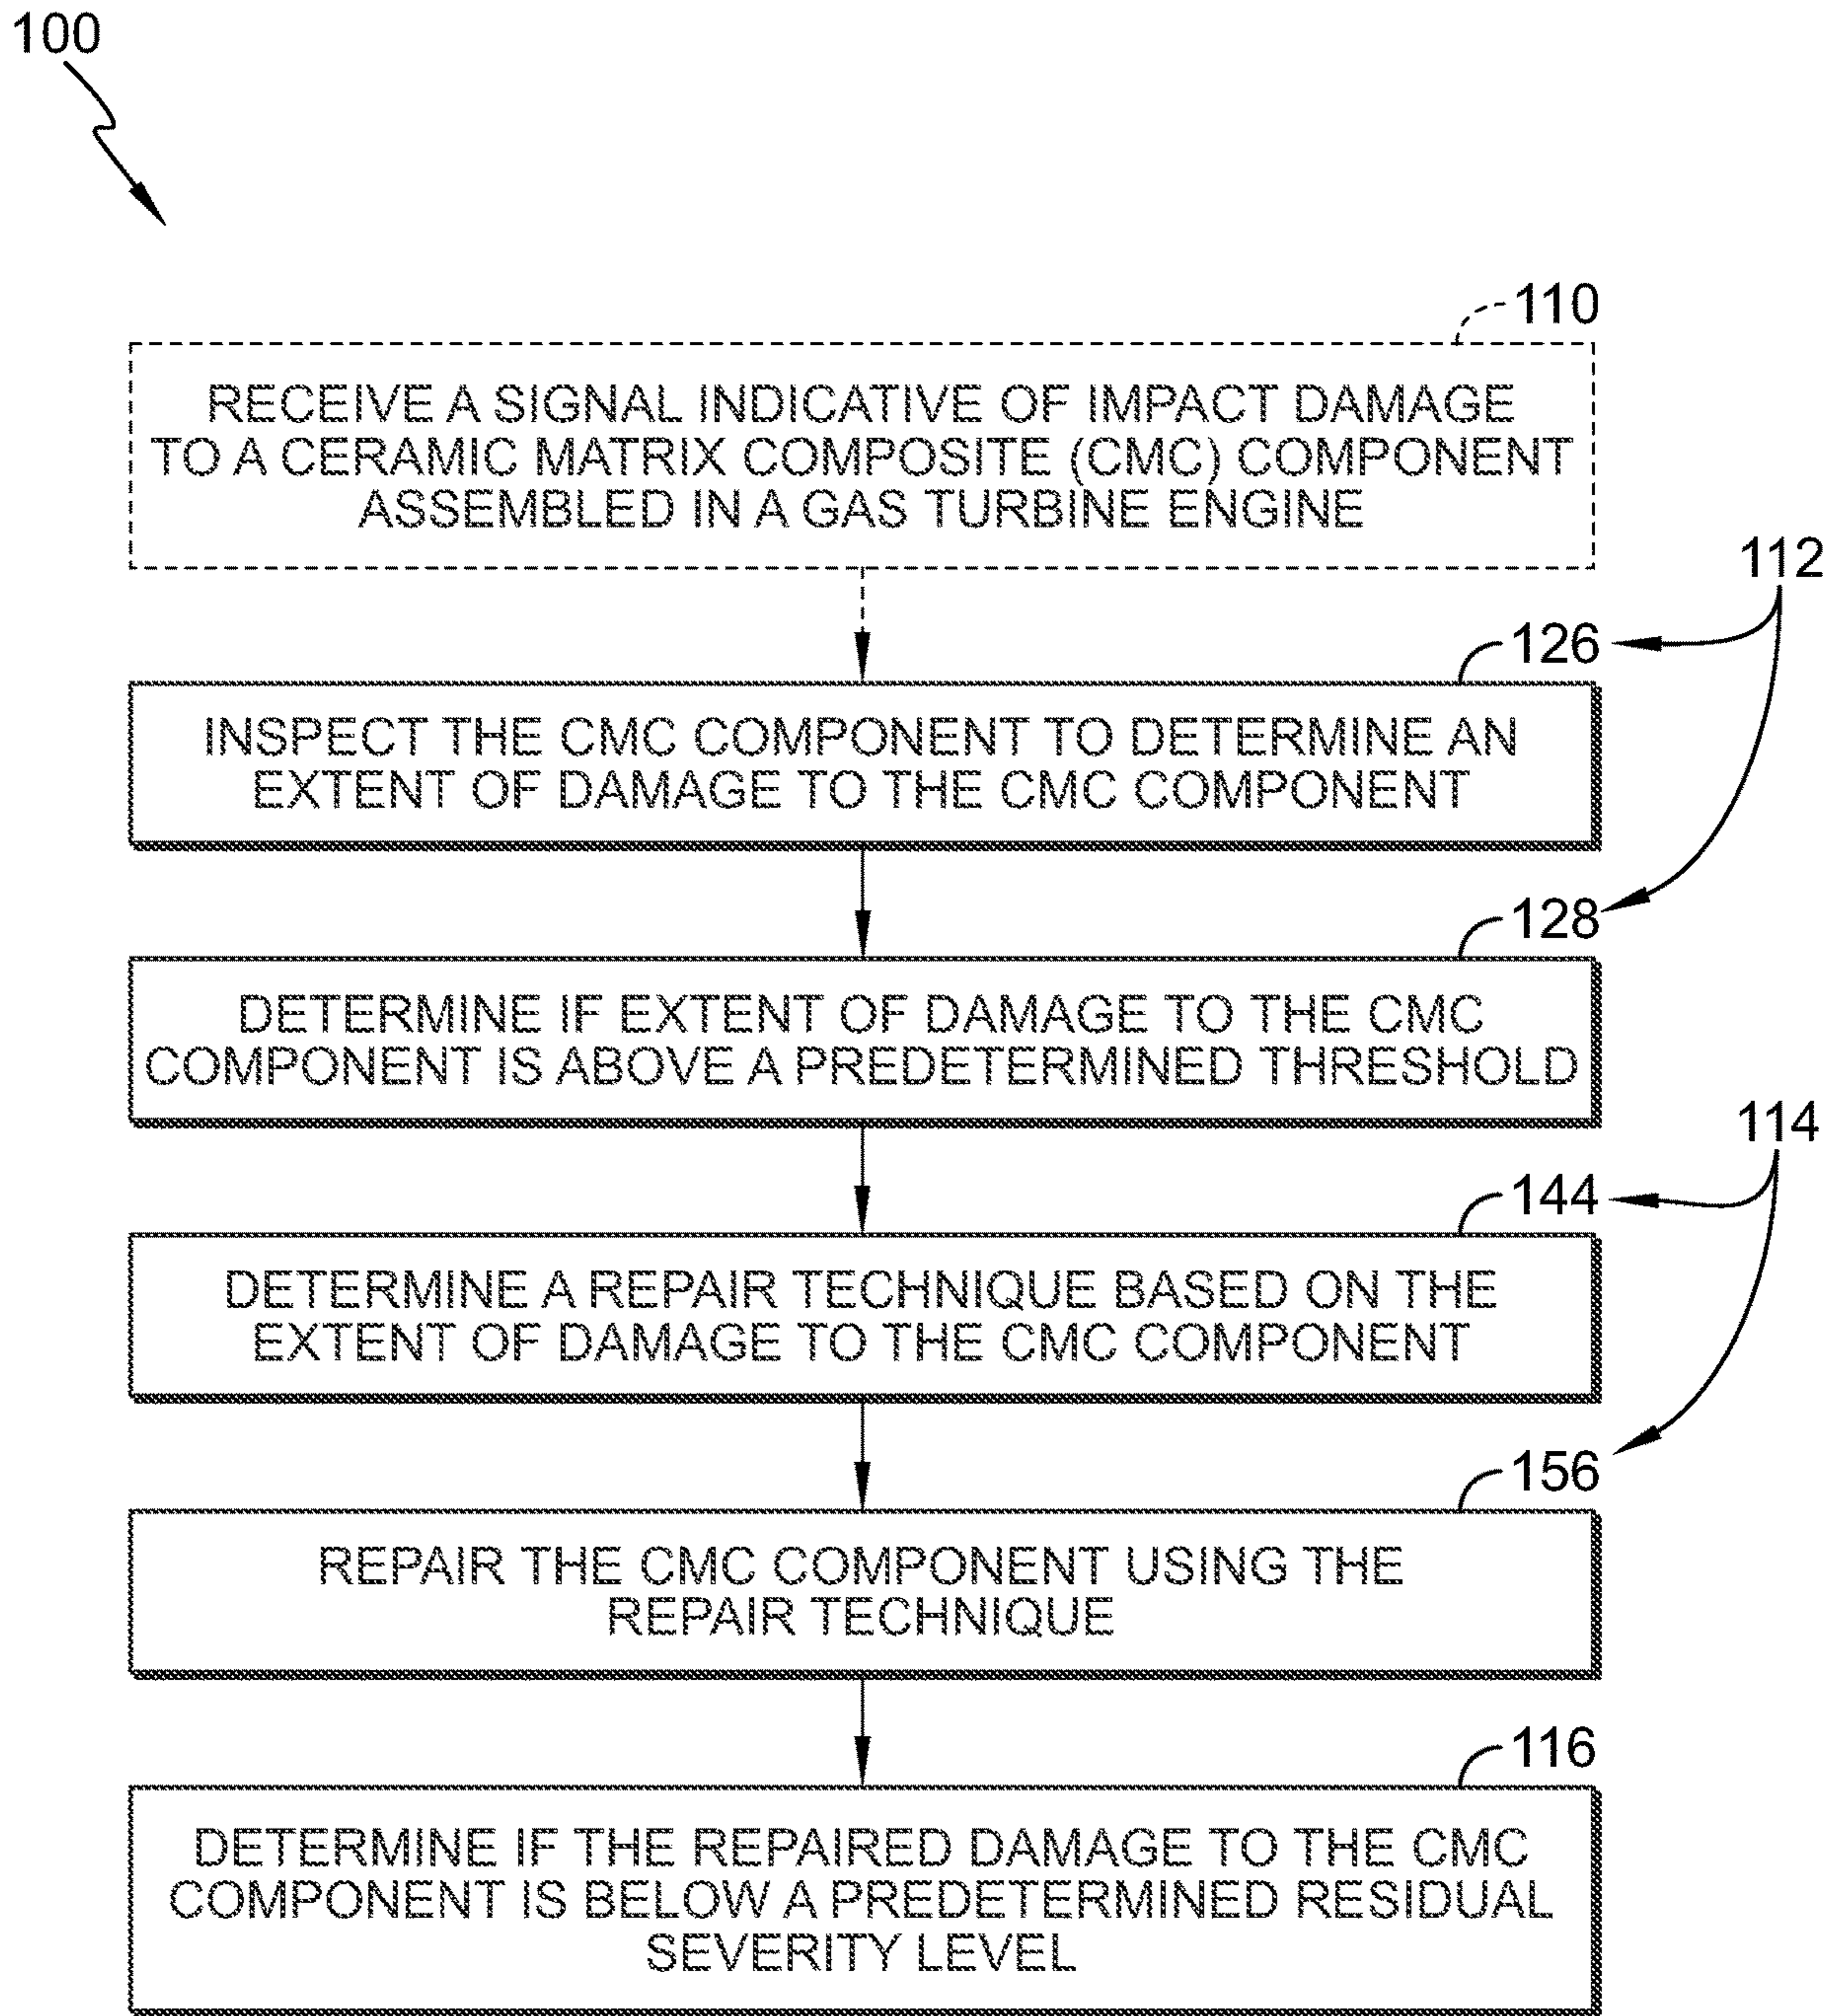 100
110
RECEIVE A SIGNAL INDICATIVE OF IMPACT DAMAGE
TO A CERAMIC MATRIX COMPOSITE (CMC) COMPONENT
ASSEMBLED IN A GAS TURBINE ENGINE
112
126
INSPECT THE CMC COMPONENT TO DETERMINE AN
EXTENT OF DAMAGE TO THE CMC COMPONENT
128
DETERMINE IF EXTENT OF DAMAGE TO THE CMC
COMPONENT IS ABOVE A PREDETERMINED THRESHOLD
114
144
DETERMINE A REPAIR TECHNIQUE BASED ON THE
EXTENT OF DAMAGE TO THE CMC COMPONENT
156
REPAIR THE CMC COMPONENT USING THE
REPAIR TECHNIQUE
116
DETERMINE IF THE REPAIRED DAMAGE TO THE CMC
COMPONENT IS BELOW A PREDETERMINED RESIDUAL
SEVERITY LEVEL